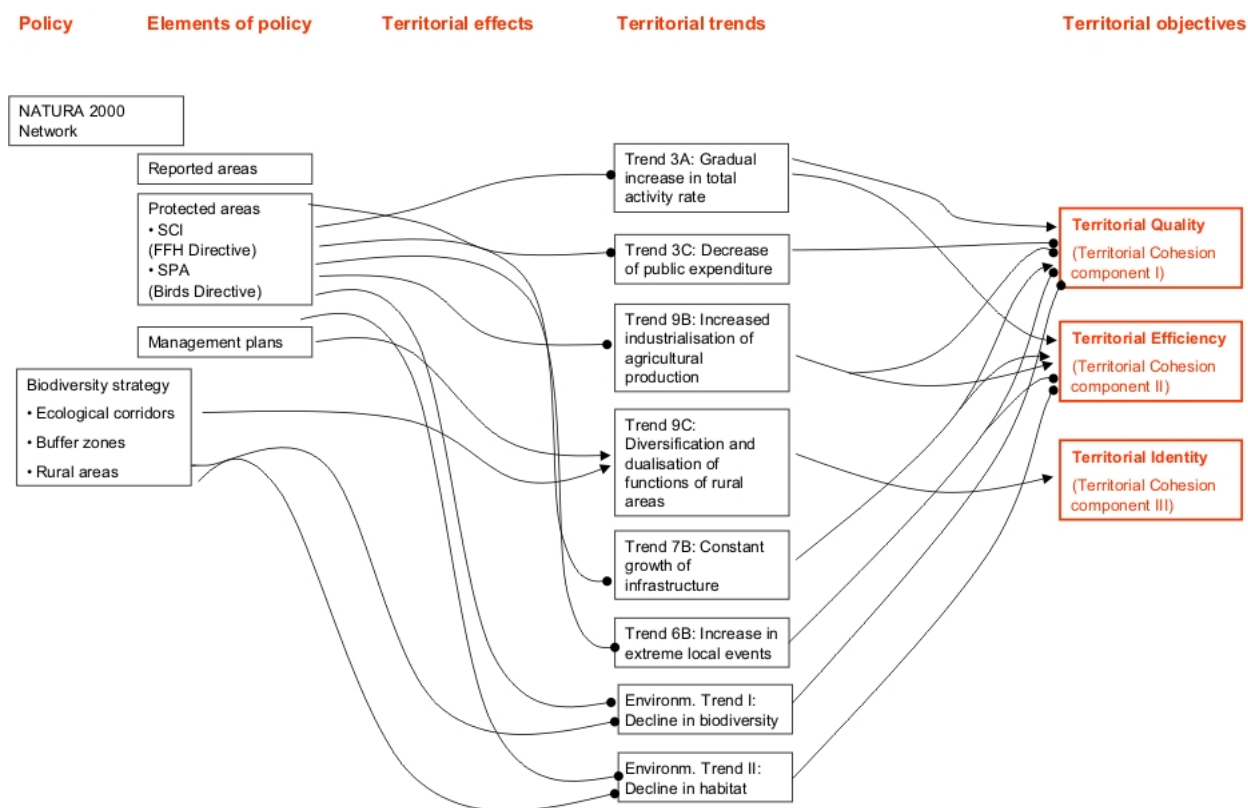 Policy
Elements of policy
Territorial effects
Territorial trends
Territorial objectives
NATURA 2000
Network
Reported areas
Protected areas
• SCI
(FFH Directive)
• SPA
(Birds Directive)
Management plans
Biodiversity strategy
• Ecological corridors
• Buffer zones
• Rural areas
Trend 3A: Gradual
increase in total
activity rate
Trend 3C: Decrease
of public expenditure
Trend 9B: Increased
industrialisation of
agricultural
production
Trend 9C:
Diversification and
dualisation of
functions of rural
areas
Trend 7B: Constant
growth of
infrastructure
Trend 6B: Increase in
extreme local events
Environm. Trend I:
Decline in biodiversity
Environm. Trend II:
Decline in habitat
Territorial Quality
(Territorial Cohesion
component I)
Territorial Efficiency
(Territorial Cohesion
component II)
Territorial Identity
(Territorial Cohesion
component III)